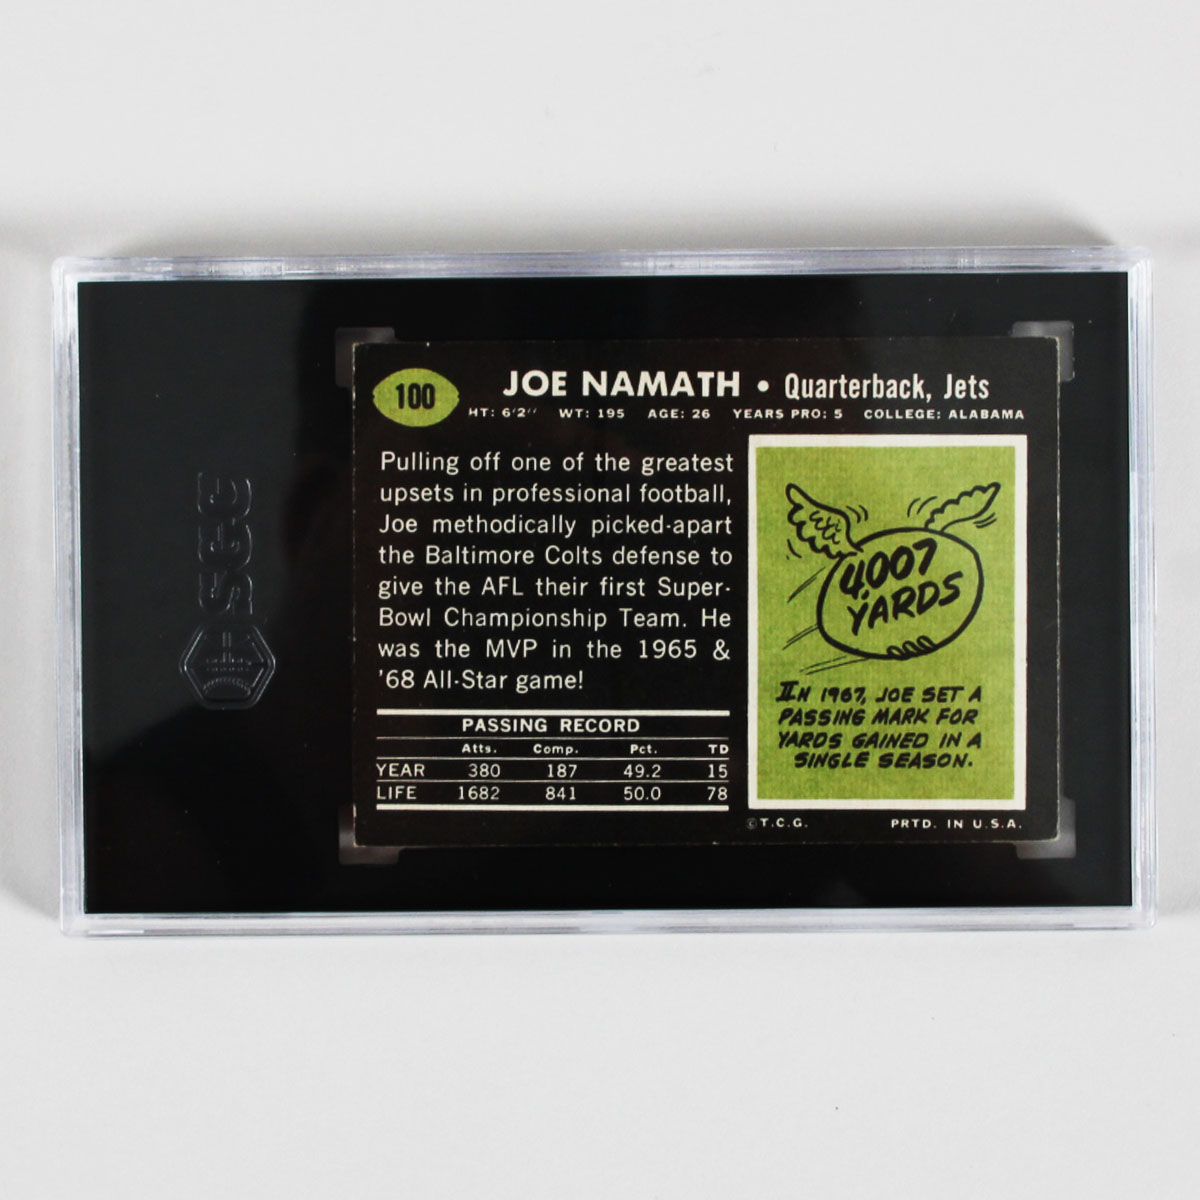 SGC
100
JOE NAMATH • Quarterback, Jets
HT: 6'2" WT: 195 AGE: 26 YEARS PRO: 5 COLLEGE: ALABAMA
Pulling off one of the greatest
upsets in professional football,
Joe methodically picked-apart
the Baltimore Colts defense to
give the AFL their first Super-
Bowl Championship Team. He
was the MVP in the 1965 &
'68 All-Star game!
PASSING RECORD
Atts. Comp. Pct. TD
YEAR 380 187 49.2 15
LIFE 1682 841 50.0 78
4,007
YARDS
IN 1967, JOE SET A
PASSING MARK FOR
YARDS GAINED IN A
SINGLE SEASON.
©T.C.G. PRTD. IN U.S.A.